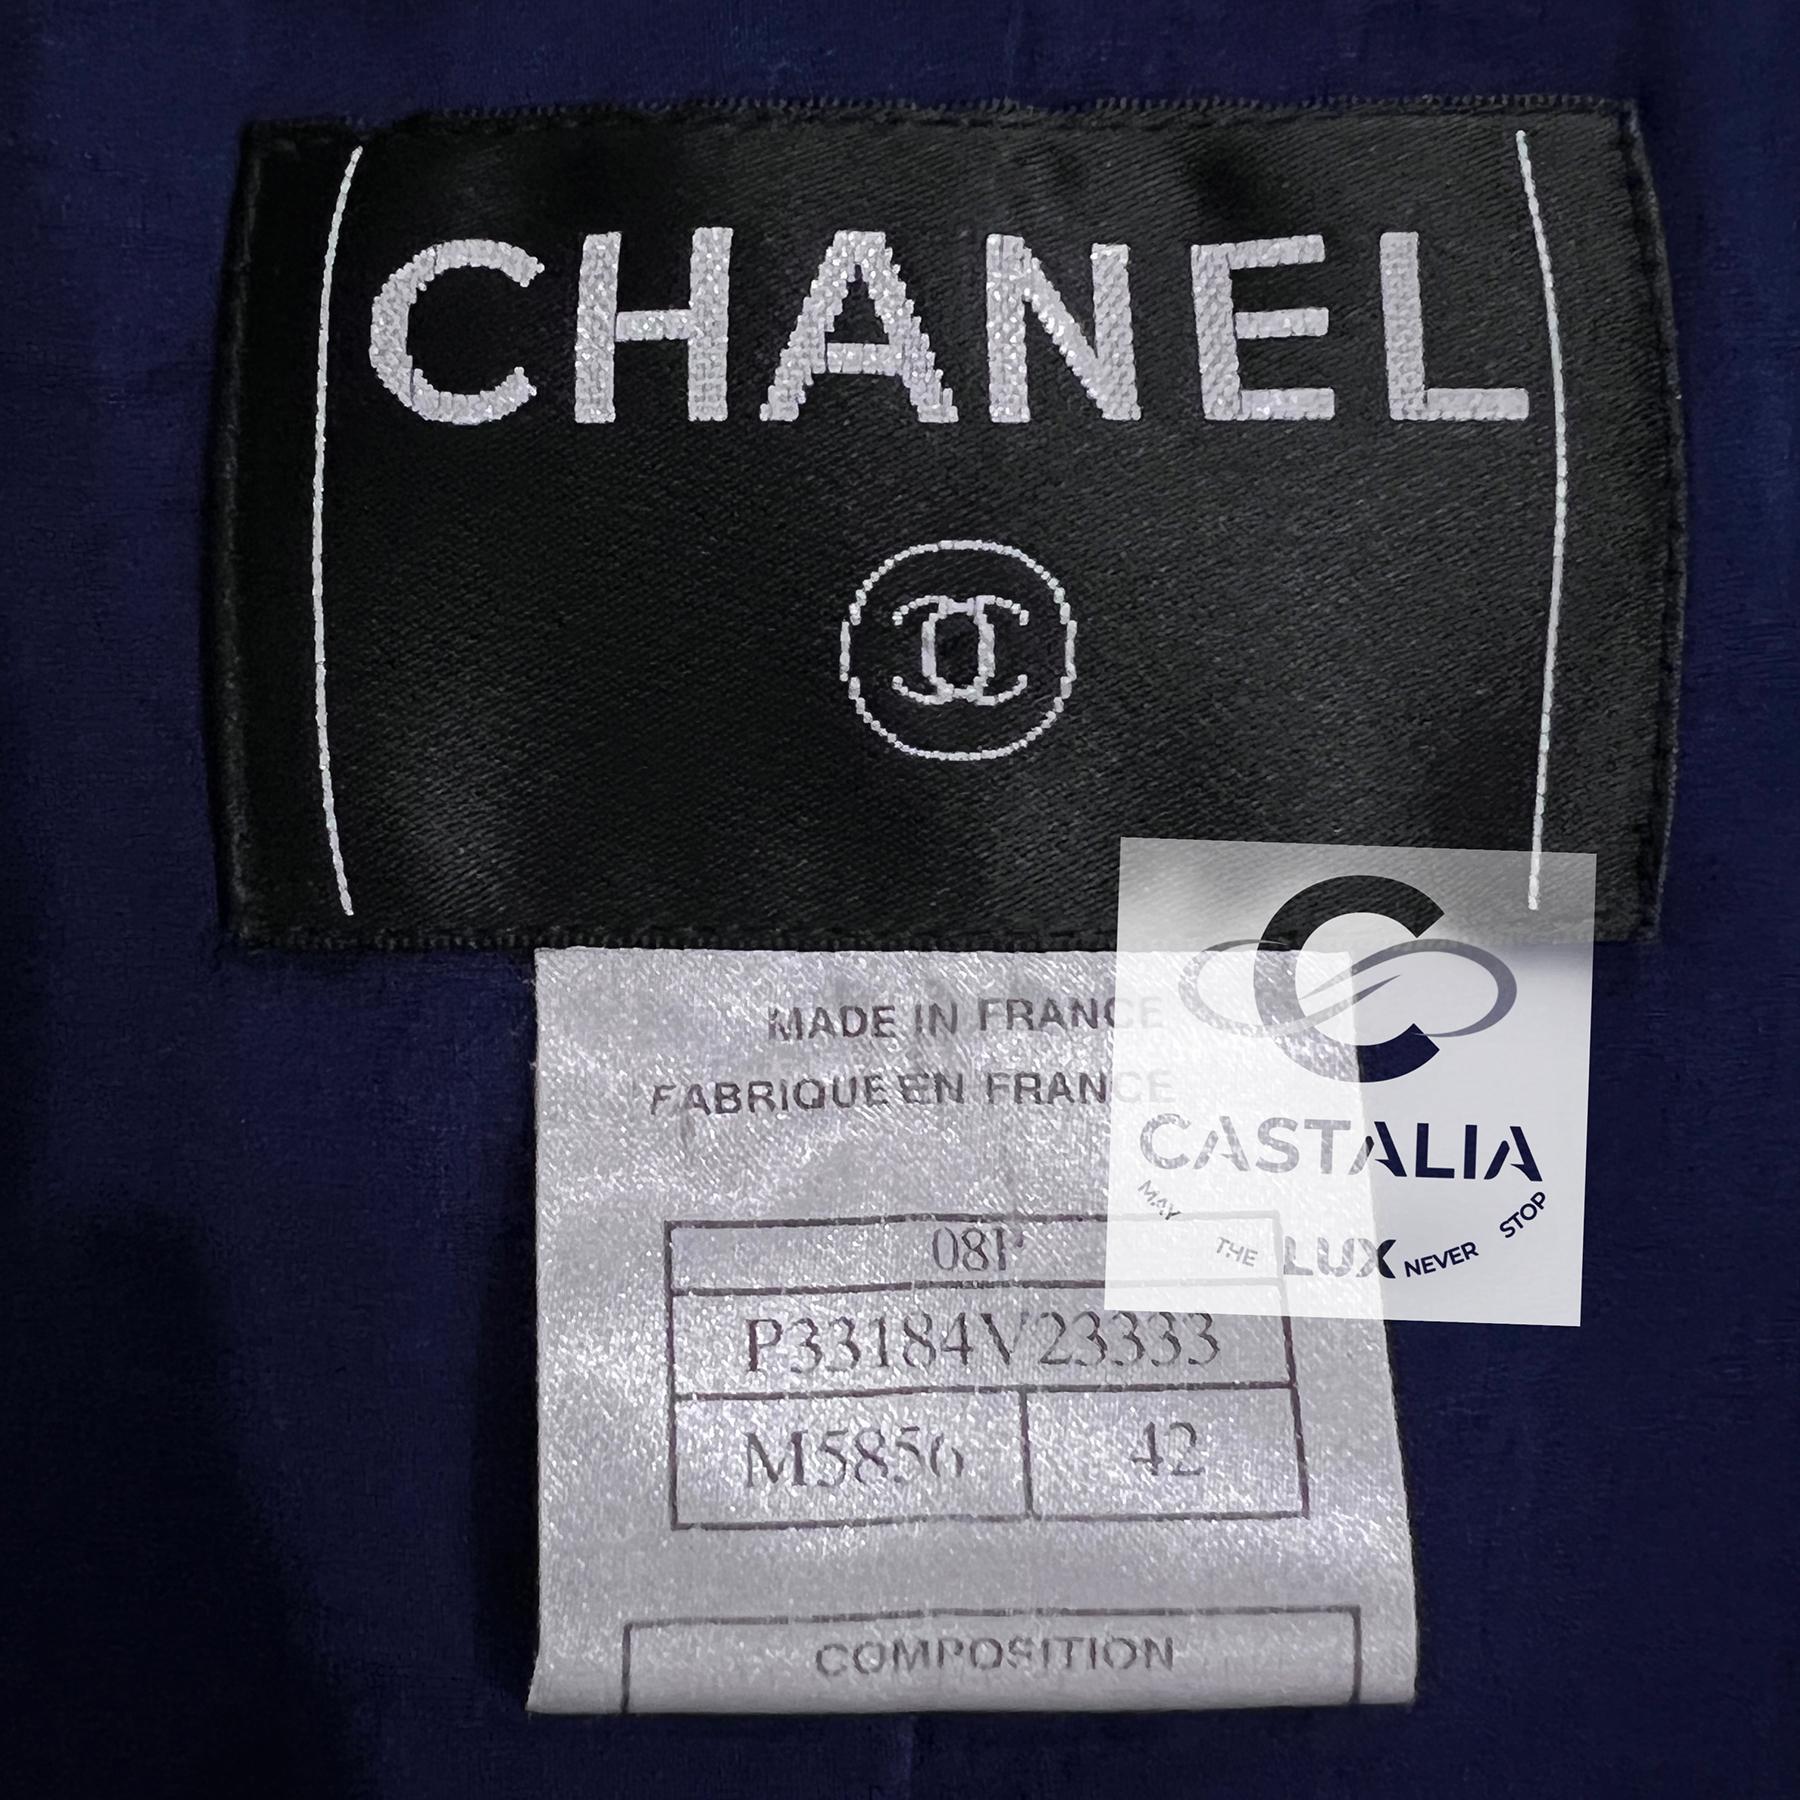 CHANEL
MADE IN FRANCE
FABRIQUE EN FRANCE
08P
P33184V23333
M5856 42
COMPOSITION
CASTALIA
MAY THE LUX NEVER STOP